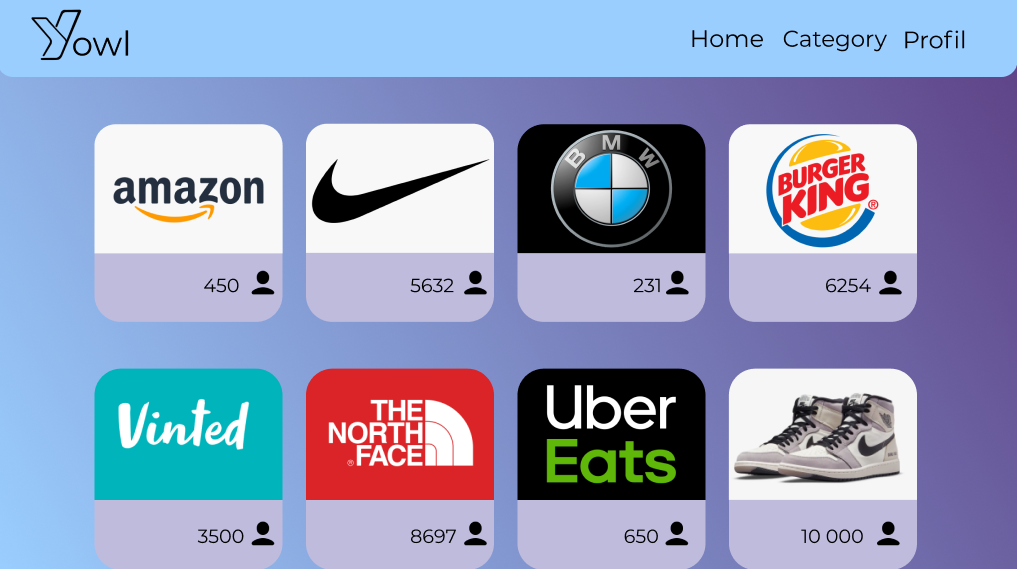 Yowl
Home Category Profil
amazon
BMW
BURGER
KING®
450
5632
231
6254
Vinted
THE
NORTH
FACE
®
Uber
Eats
3500
8697
650
10 000